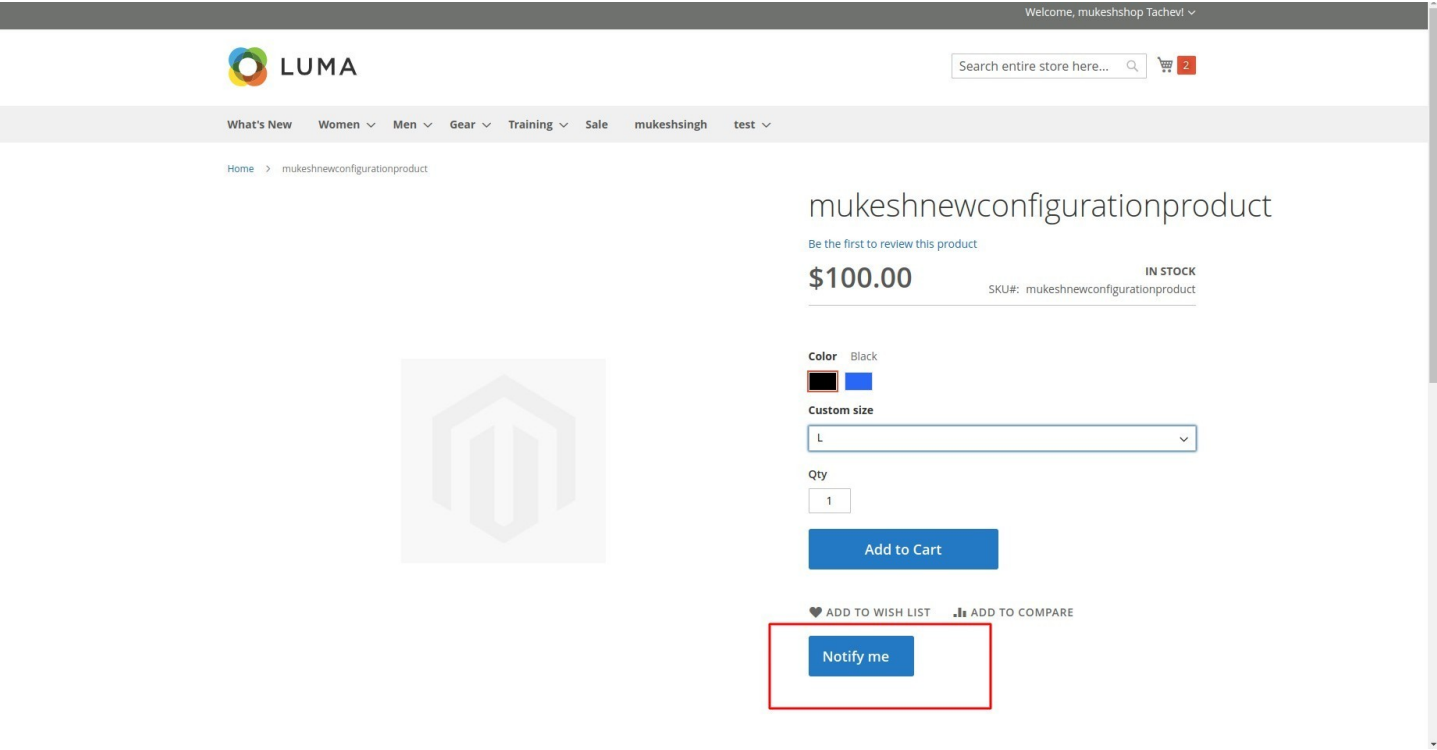 Welcome, mukeshshop Tachev!
LUMA
Search entire store here...
2
What's New Women Men Gear Training Sale mukeshsingh test
Home > mukeshnewconfigurationproduct
mukeshnewconfigurationproduct
Be the first to review this product
$100.00
IN STOCK
SKU#: mukeshnewconfigurationproduct
Color Black
Custom size
L
Qty
1
Add to Cart
ADD TO WISH LIST ADD TO COMPARE
Notify me